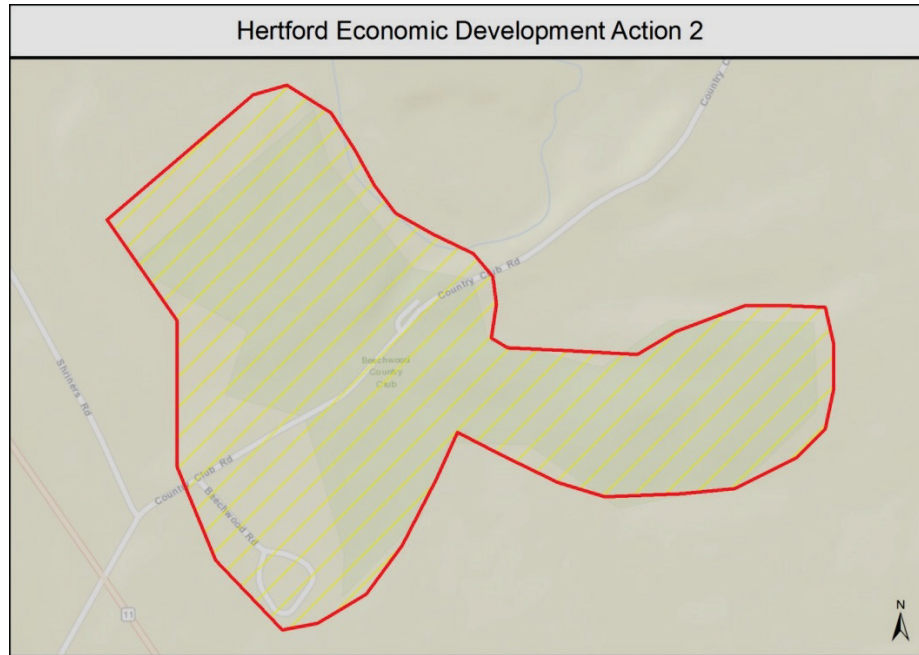 Hertford Economic Development Action 2
Country C
Country Club Rd
Beechwood
Country
Club
Shriners Rd
Country Club Rd
Beechwood Rd
11
N